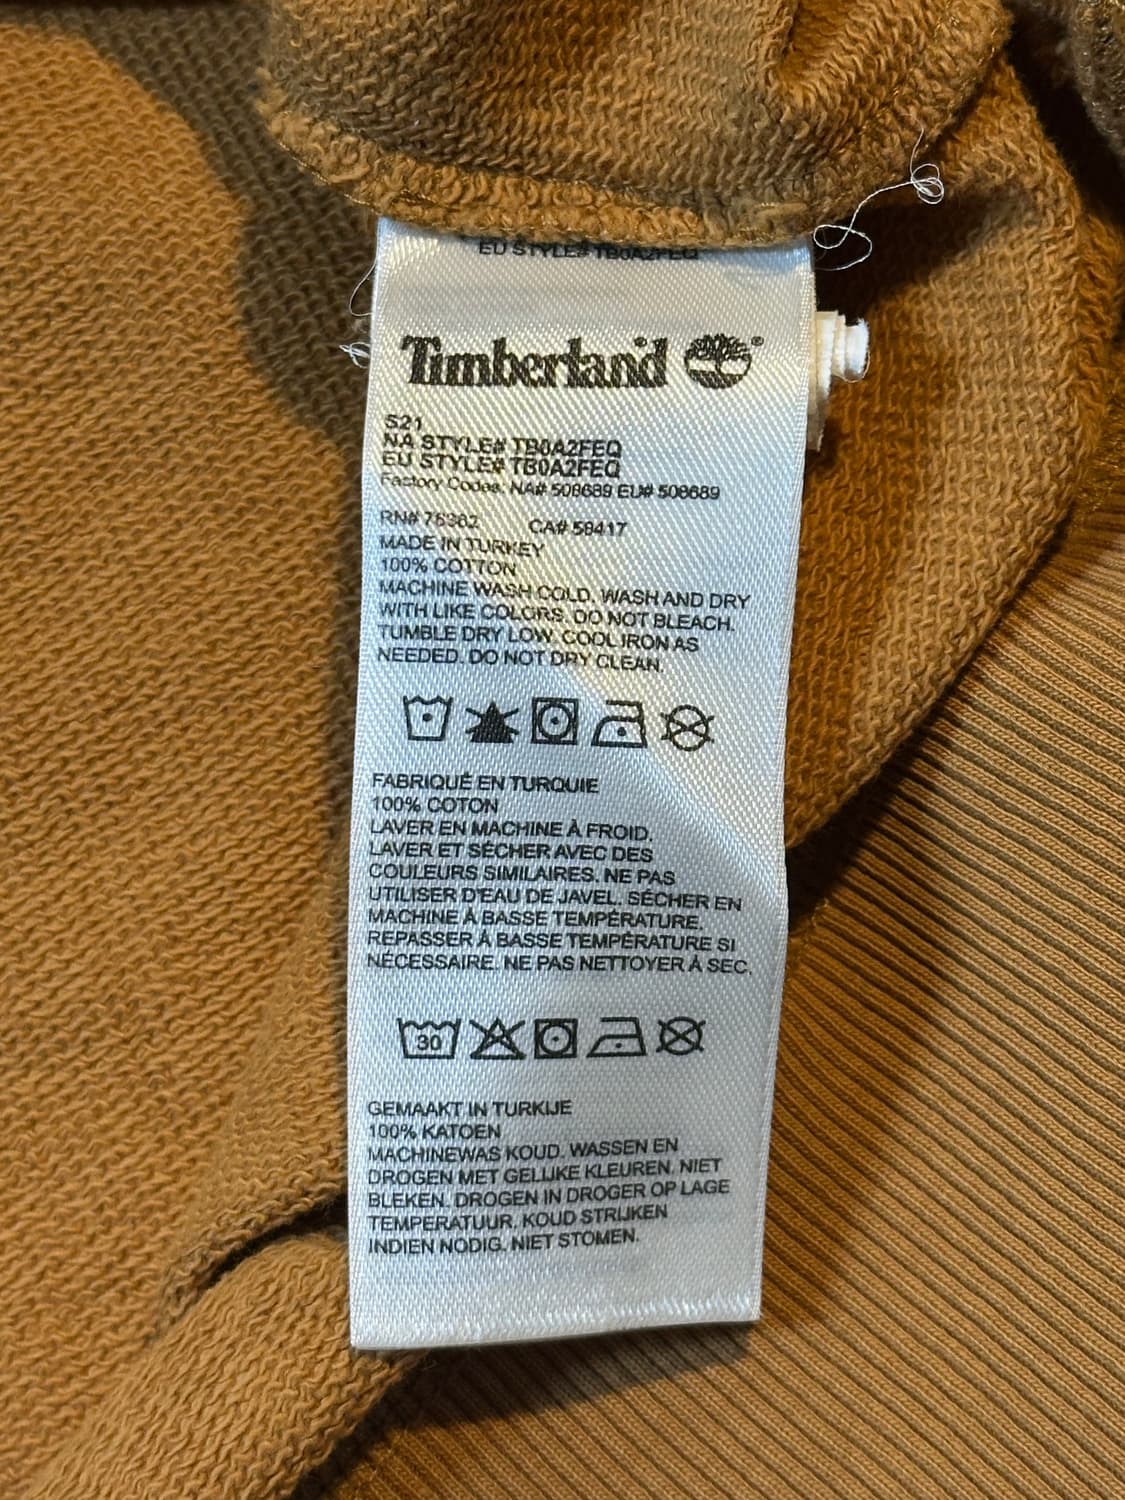 EU STYLE# TB0A2FEQ
Timberland ®
S21
NA STYLE# TB0A2FEQ
EU STYLE# TB0A2FEQ
Factory Codes. NA# 508689 EU# 508689
RN# 76382 CA# 58417
MADE IN TURKEY
100% COTTON
MACHINE WASH COLD. WASH AND DRY
WITH LIKE COLORS. DO NOT BLEACH.
TUMBLE DRY LOW. COOL IRON AS
NEEDED. DO NOT DRY CLEAN.
FABRIQUÉ EN TURQUIE
100% COTON
LAVER EN MACHINE À FROID.
LAVER ET SÉCHER AVEC DES
COULEURS SIMILAIRES. NE PAS
UTILISER D'EAU DE JAVEL. SÉCHER EN
MACHINE À BASSE TEMPÉRATURE.
REPASSER À BASSE TEMPÉRATURE SI
NÉCESSAIRE. NE PAS NETTOYER À SEC.
30
GEMAAKT IN TURKIJE
100% KATOEN
MACHINEWAS KOUD. WASSEN EN
DROGEN MET GELIJKE KLEUREN. NIET
BLEKEN. DROGEN IN DROGER OP LAGE
TEMPERATUUR. KOUD STRIJKEN
INDIEN NODIG. NIET STOMEN.